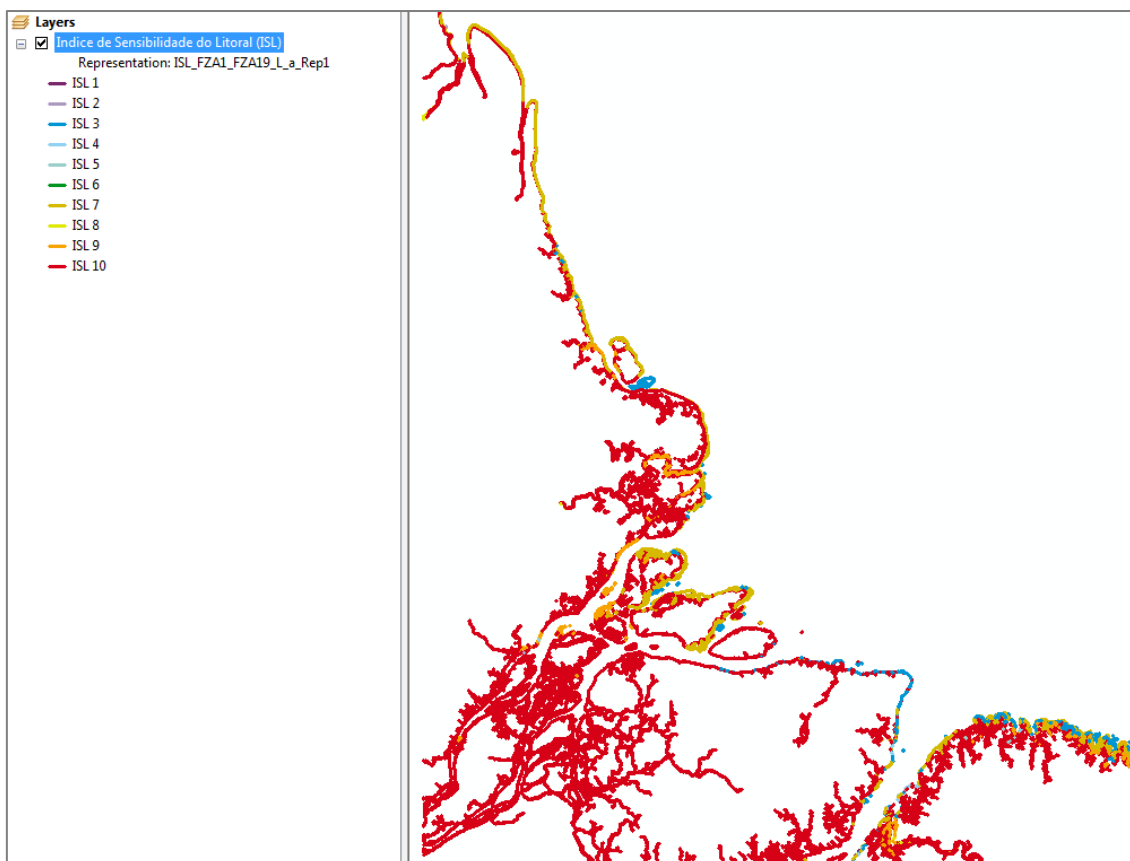 Layers
Indice de Sensibilidade do Litoral (ISL)
Representation: ISL_FZA1_FZA19_L_a_Rep1
ISL 1
ISL 2
ISL 3
ISL 4
ISL 5
ISL 6
ISL 7
ISL 8
ISL 9
ISL 10